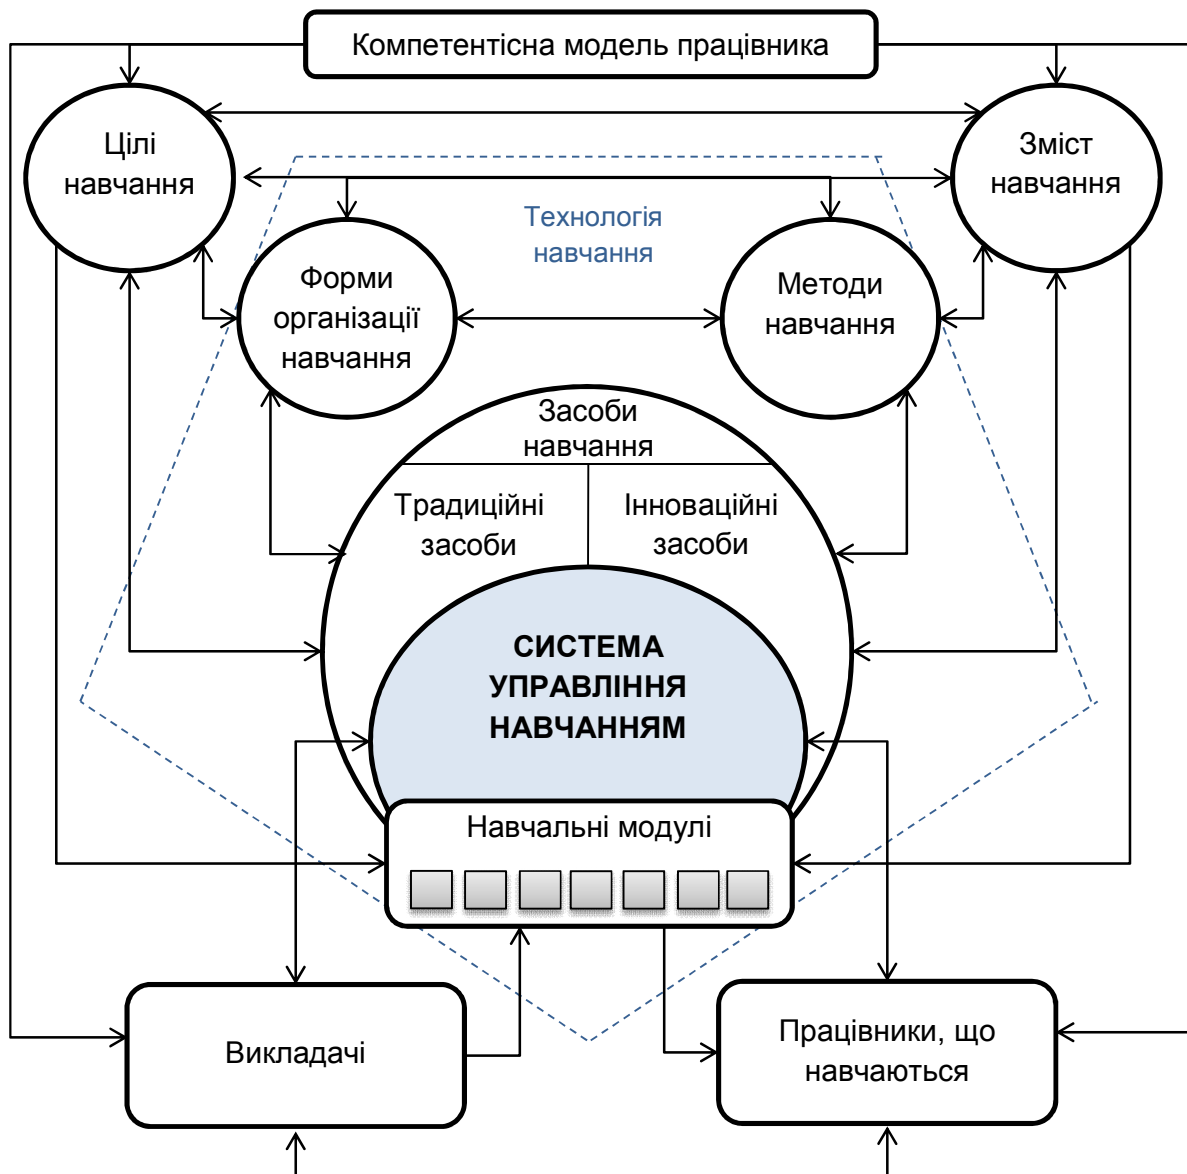 Компетентісна модель працівника
Цілі
навчання
Зміст
навчання
Технологія
навчання
Форми
організації
навчання
Методи
навчання
Засоби
навчання
Традиційні
засоби
Інноваційні
засоби
СИСТЕМА
УПРАВЛІННЯ
НАВЧАННЯМ
Навчальні модулі
Викладачі
Працівники, що
навчаються